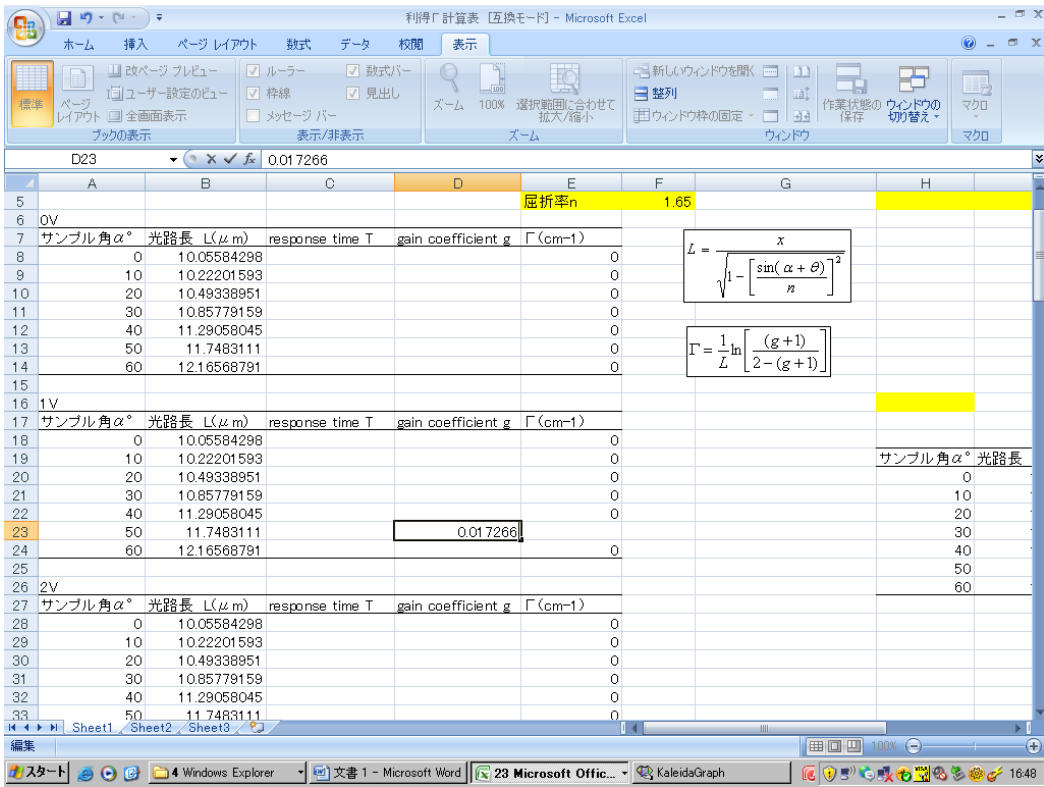 利得Γ計算表 [互換モード] - Microsoft Excel
ホーム 挿入 ページ レイアウト 数式 データ 校閲 表示
標準 ページ レイアウト 改ページ プレビュー ルーラー 数式バー ズーム 100% 選択範囲に合わせて 拡大/縮小 新しいウィンドウを開く 作業状態の 保存 ウィンドウの 切り替え マクロ
ユーザー設定のビュー 枠線 見出し 整列
全画面表示 メッセージ バー ウィンドウ枠の固定
ブックの表示 表示/非表示 ズーム ウィンドウ マクロ
D23 fx 0.017266
A B C D E F G H
5 屈折率n 1.65
6 0V
7 サンプル角α° 光路長 L(μm) response time T gain coefficient g Γ(cm-1)
8 0 10.05584298 0
9 10 10.22201593 0
10 20 10.49338951 0
11 30 10.85779159 0
12 40 11.29058045 0
13 50 11.7483111 0
14 60 12.16568791 0
L = x / √(1 − [sin(α + θ) / n]²)
Γ = 1/L ln[(g+1) / 2−(g+1)]
15
16 1V
17 サンプル角α° 光路長 L(μm) response time T gain coefficient g Γ(cm-1)
18 0 10.05584298 0
19 10 10.22201593 0 サンプル角α° 光路長
20 20 10.49338951 0 0
21 30 10.85779159 0 10
22 40 11.29058045 0 20
23 50 11.7483111 0.017266 30
24 60 12.16568791 0 40
25 50
26 2V 60
27 サンプル角α° 光路長 L(μm) response time T gain coefficient g Γ(cm-1)
28 0 10.05584298 0
29 10 10.22201593 0
30 20 10.49338951 0
31 30 10.85779159 0
32 40 11.29058045 0
33 50 11.7483111 0
Sheet1 Sheet2 Sheet3
編集 100%
スタート 4 Windows Explorer 文書 1 - Microsoft Word 23 Microsoft Offic... KaleidaGraph 16:48